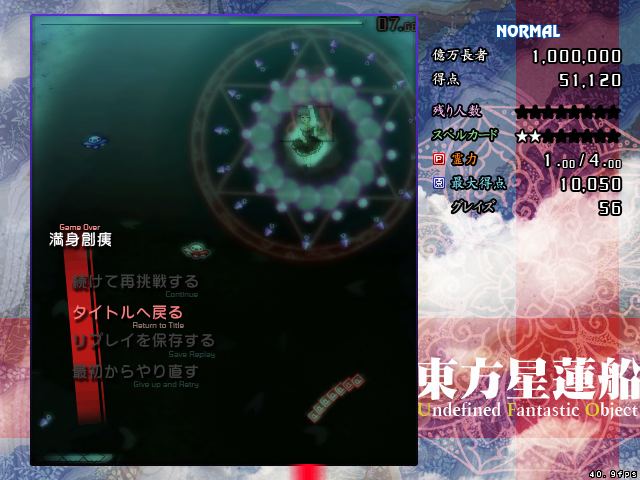 07.68
NORMAL
億万長者 1,000,000
得点 51,120
残り人数
スペルカード
P 霊力 1.00/4.00
最大得点 10,050
グレイズ 56
Game Over
満身創痍
続けて再挑戦する
Continue
タイトルへ戻る
Return to Title
リプレイを保存する
Save Replay
最初からやり直す
Give up and Retry
東方星蓮船
Undefined Fantastic Object
40.9fps